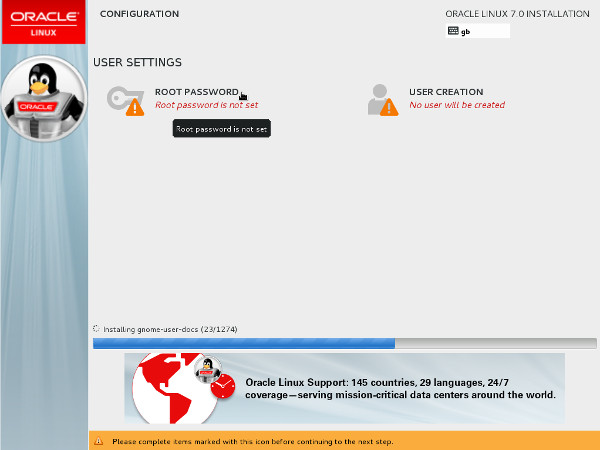 ORACLE
LINUX
CONFIGURATION
ORACLE LINUX 7.0 INSTALLATION
gb
USER SETTINGS
ROOT PASSWORD
Root password is not set
USER CREATION
No user will be created
Root password is not set
ORACLE
Installing gnome-user-docs (23/1274)
Oracle Linux Support: 145 countries, 29 languages, 24/7
coverage—serving mission-critical data centers around the world.
Please complete items marked with this icon before continuing to the next step.